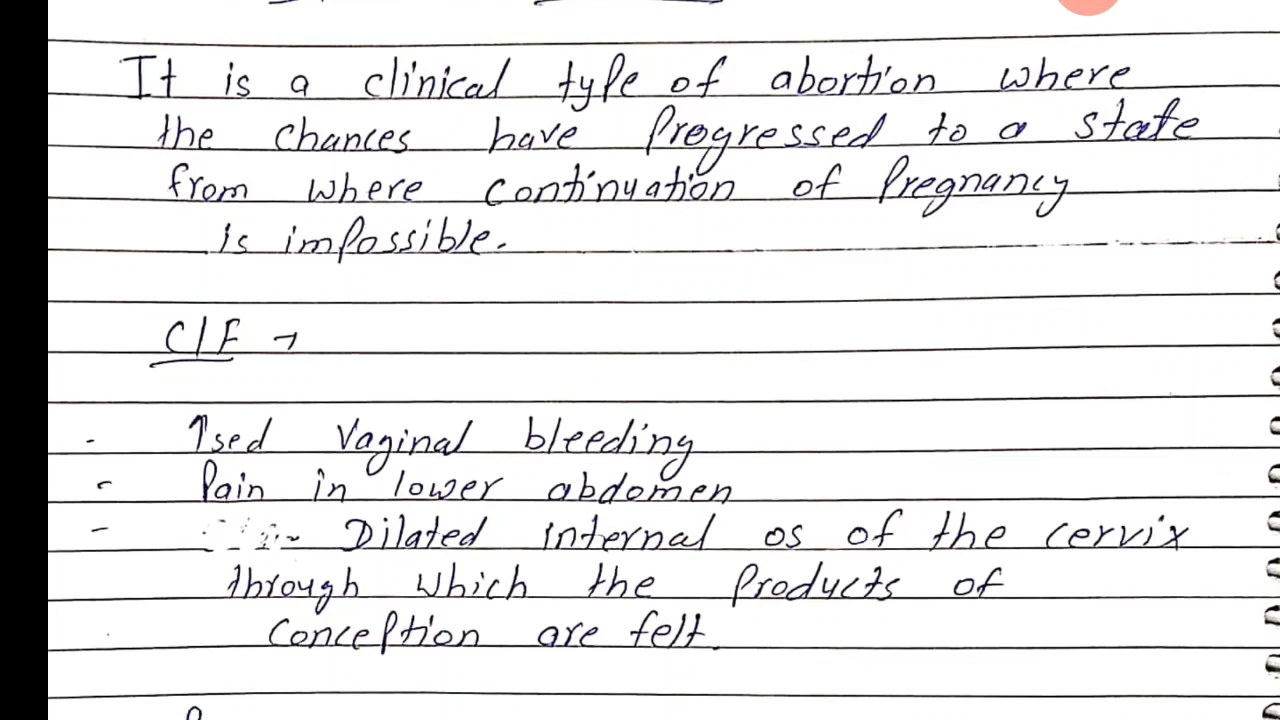 It is a clinical type of abortion where
the chances have progressed to a state
from where continuation of pregnancy
is impossible.
C/F →
↑sed vaginal bleeding
- Pain in lower abdomen
- Dilated internal os of the cervix
through which the products of
conception are felt.